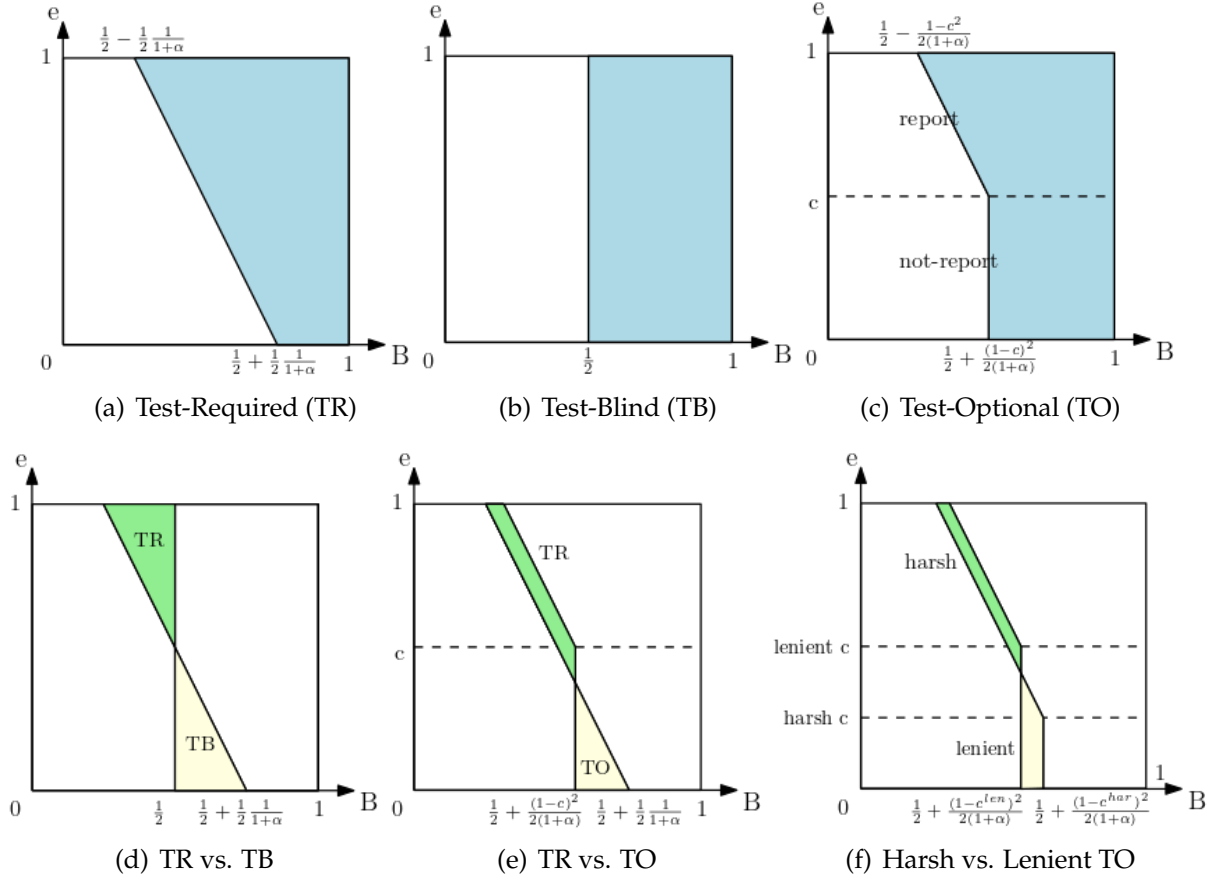 e
1
½ − ½ 1/(1+α)
0
½ + ½ 1/(1+α)
1
B
(a) Test-Required (TR)
e
1
0
½
1
B
(b) Test-Blind (TB)
e
½ − (1−c²)/(2(1+α))
1
report
c
not-report
0
½ + (1−c)²/(2(1+α))
1
B
(c) Test-Optional (TO)
e
1
TR
TB
0
½
½ + ½ 1/(1+α)
1
B
(d) TR vs. TB
e
1
TR
c
TO
0
½ + (1−c)²/(2(1+α))
½ + ½ 1/(1+α)
1
B
(e) TR vs. TO
e
1
harsh
lenient c
harsh c
lenient
1
0
½ + (1−c^{len})²/(2(1+α))
½ + (1−c^{har})²/(2(1+α))
B
(f) Harsh vs. Lenient TO